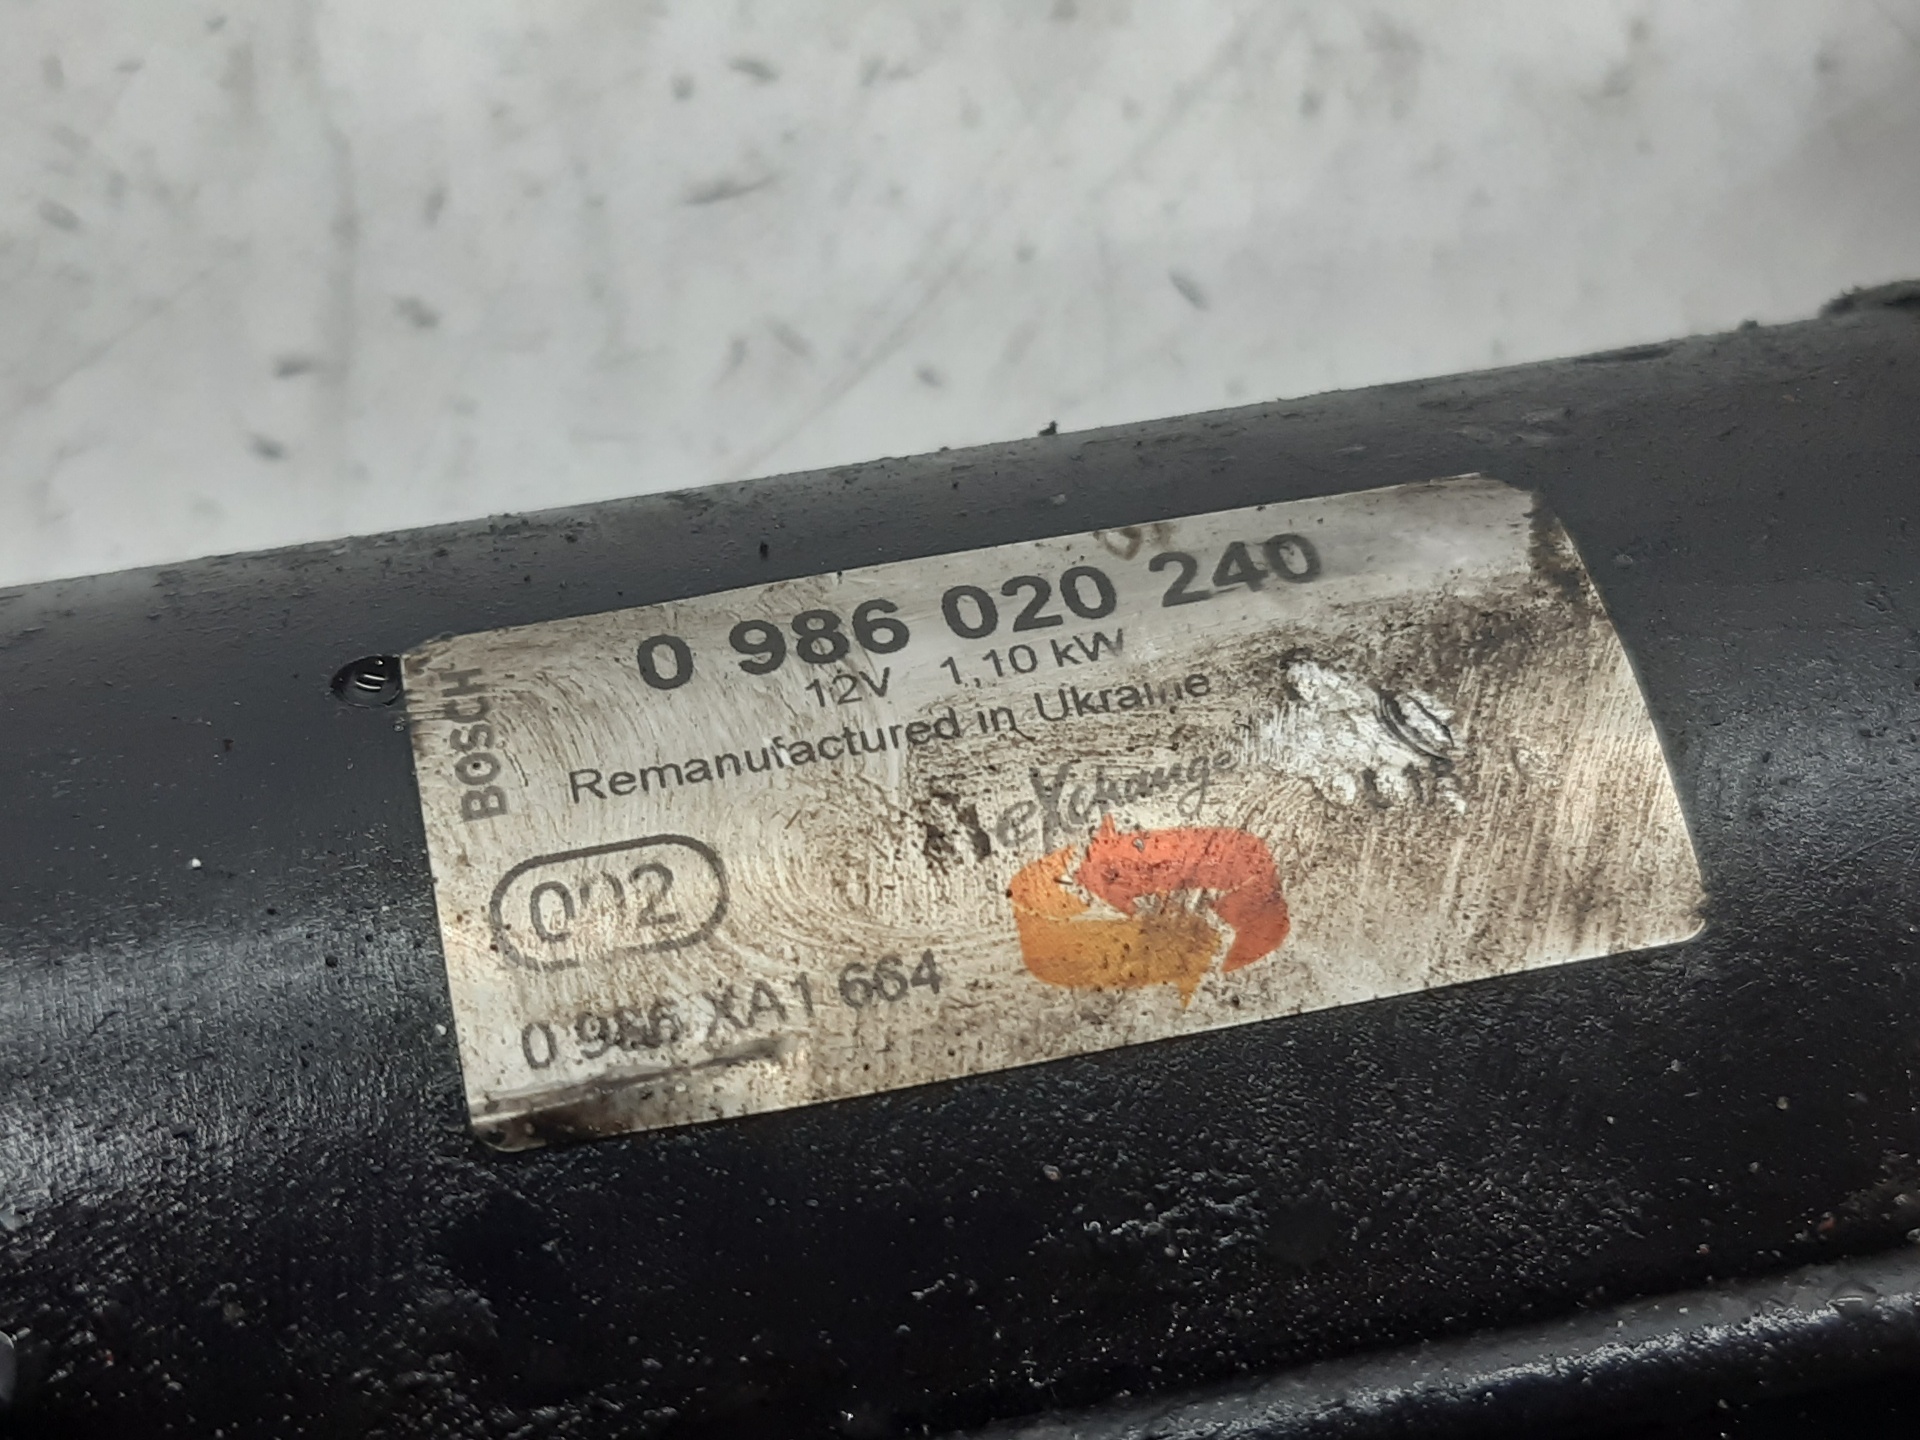 BOSCH
0 986 020 240
12V 1,10 kW
Remanufactured in Ukraine
eXchange
002
0 986 XA1 664